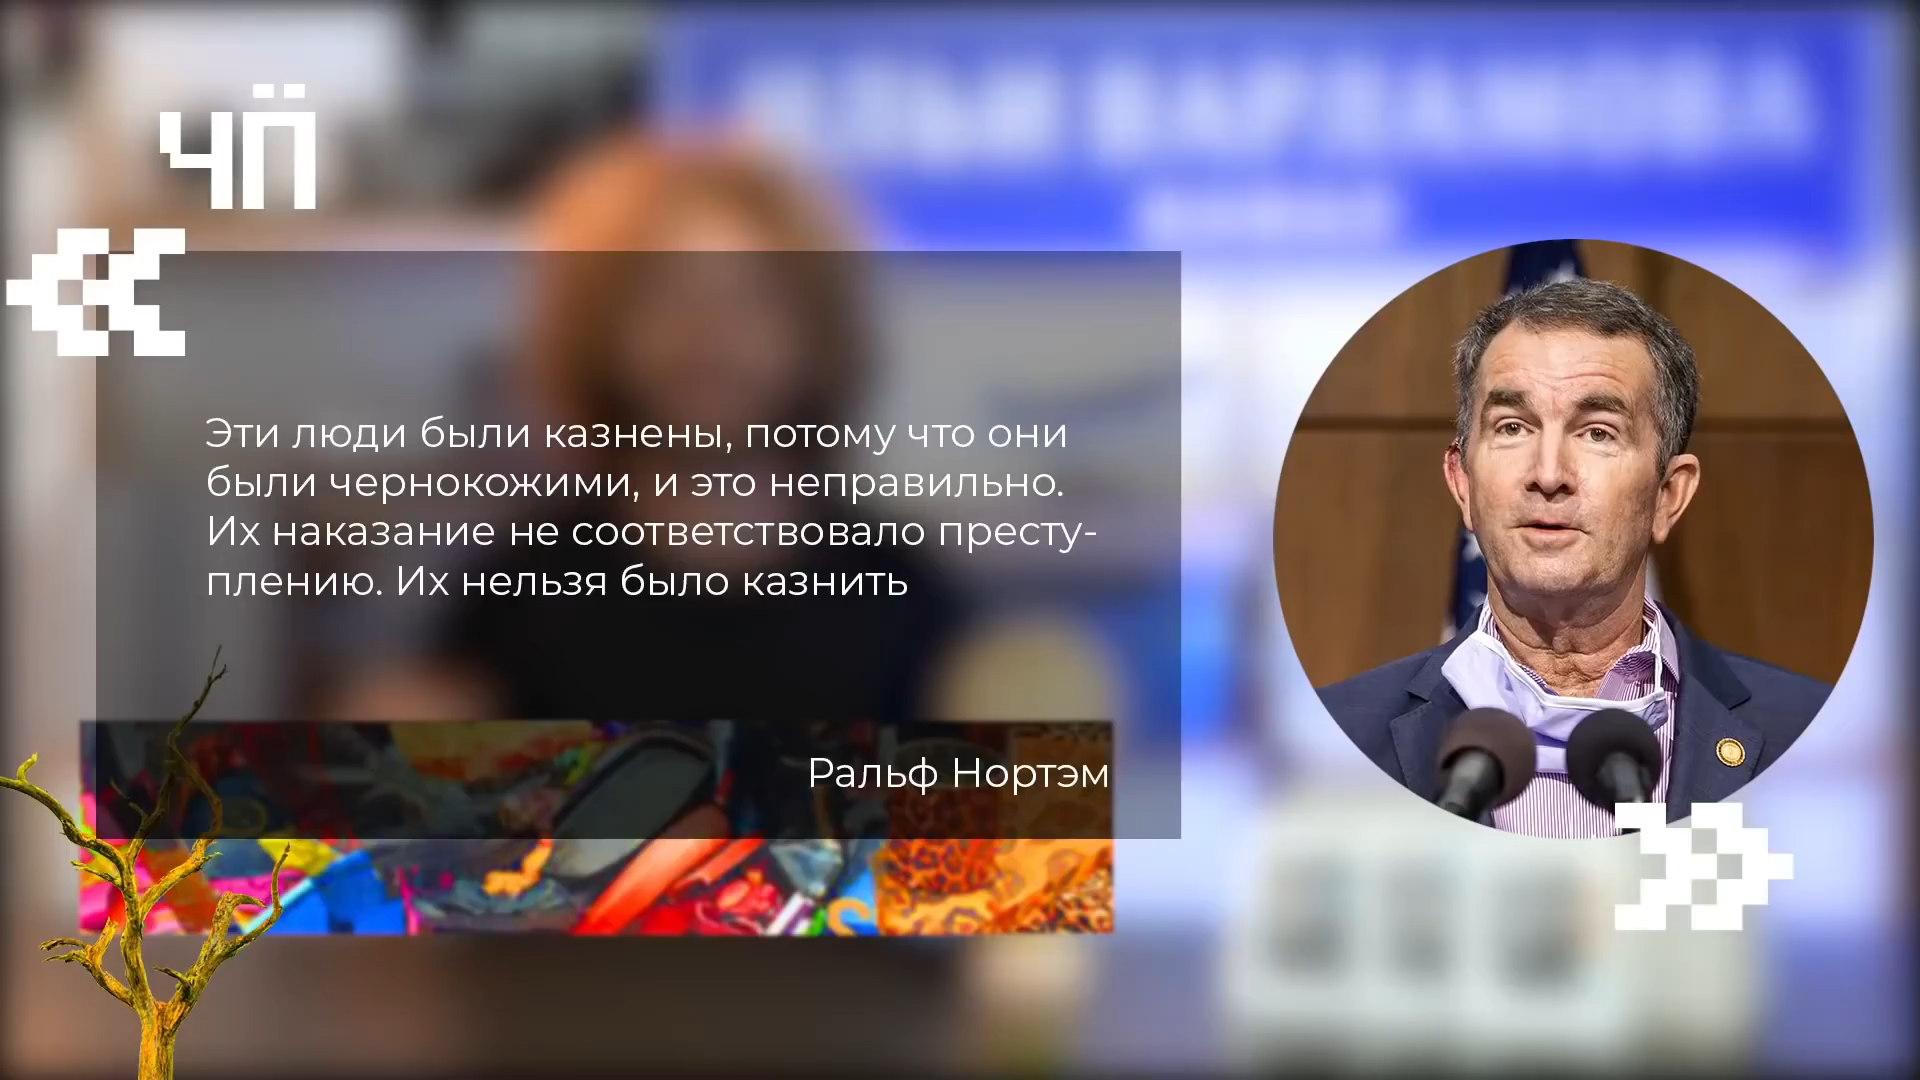 ЧП̈
Эти люди были казнены, потому что они
были чернокожими, и это неправильно.
Их наказание не соответствовало престу-
плению. Их нельзя было казнить
Ральф Нортэм